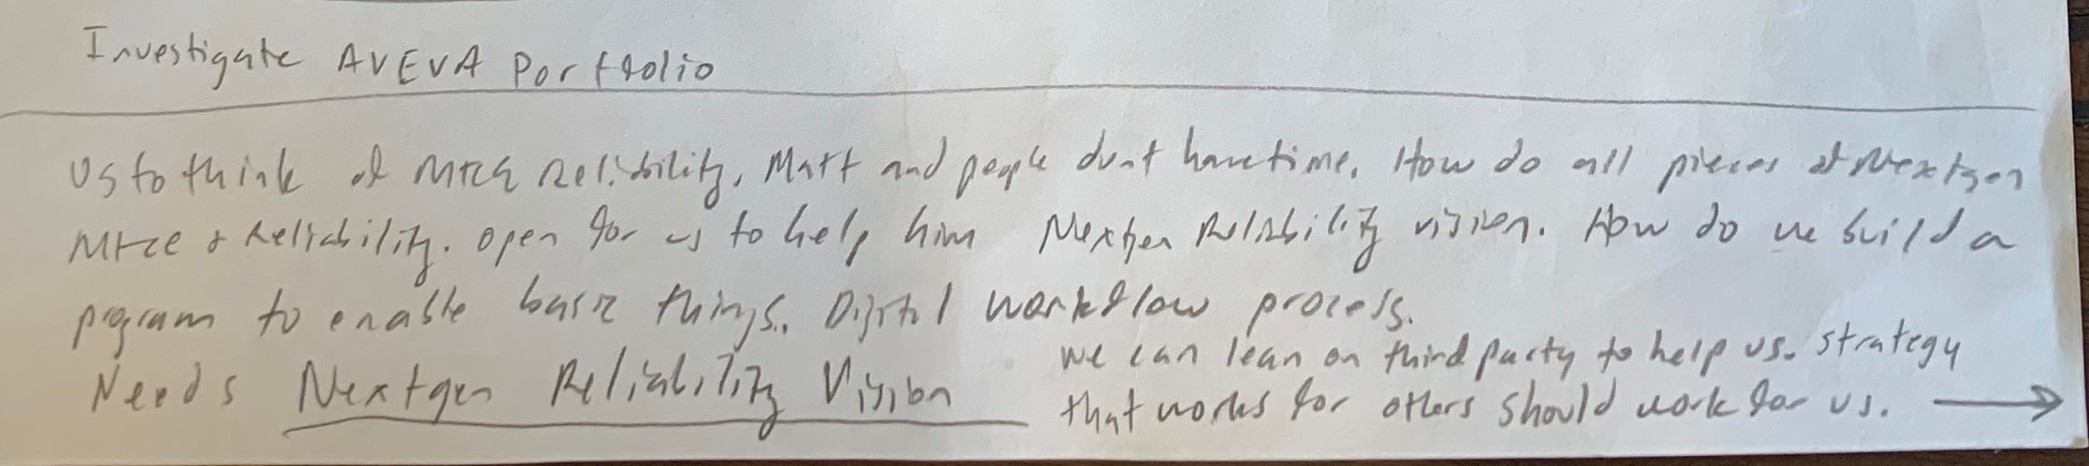 Investigate AVEVA Portfolio
Us to think of Mtce Reliability, Matt and people dont have time. How do all pieces of Nextgen
Mtce & Reliability. open for us to help him Nextgen Reliability vision. How do we build a
program to enable basic things. Digital workflow process.
Needs Nextgen Reliability Vision
we can lean on third party to help us. strategy
that works for others should work for us. →